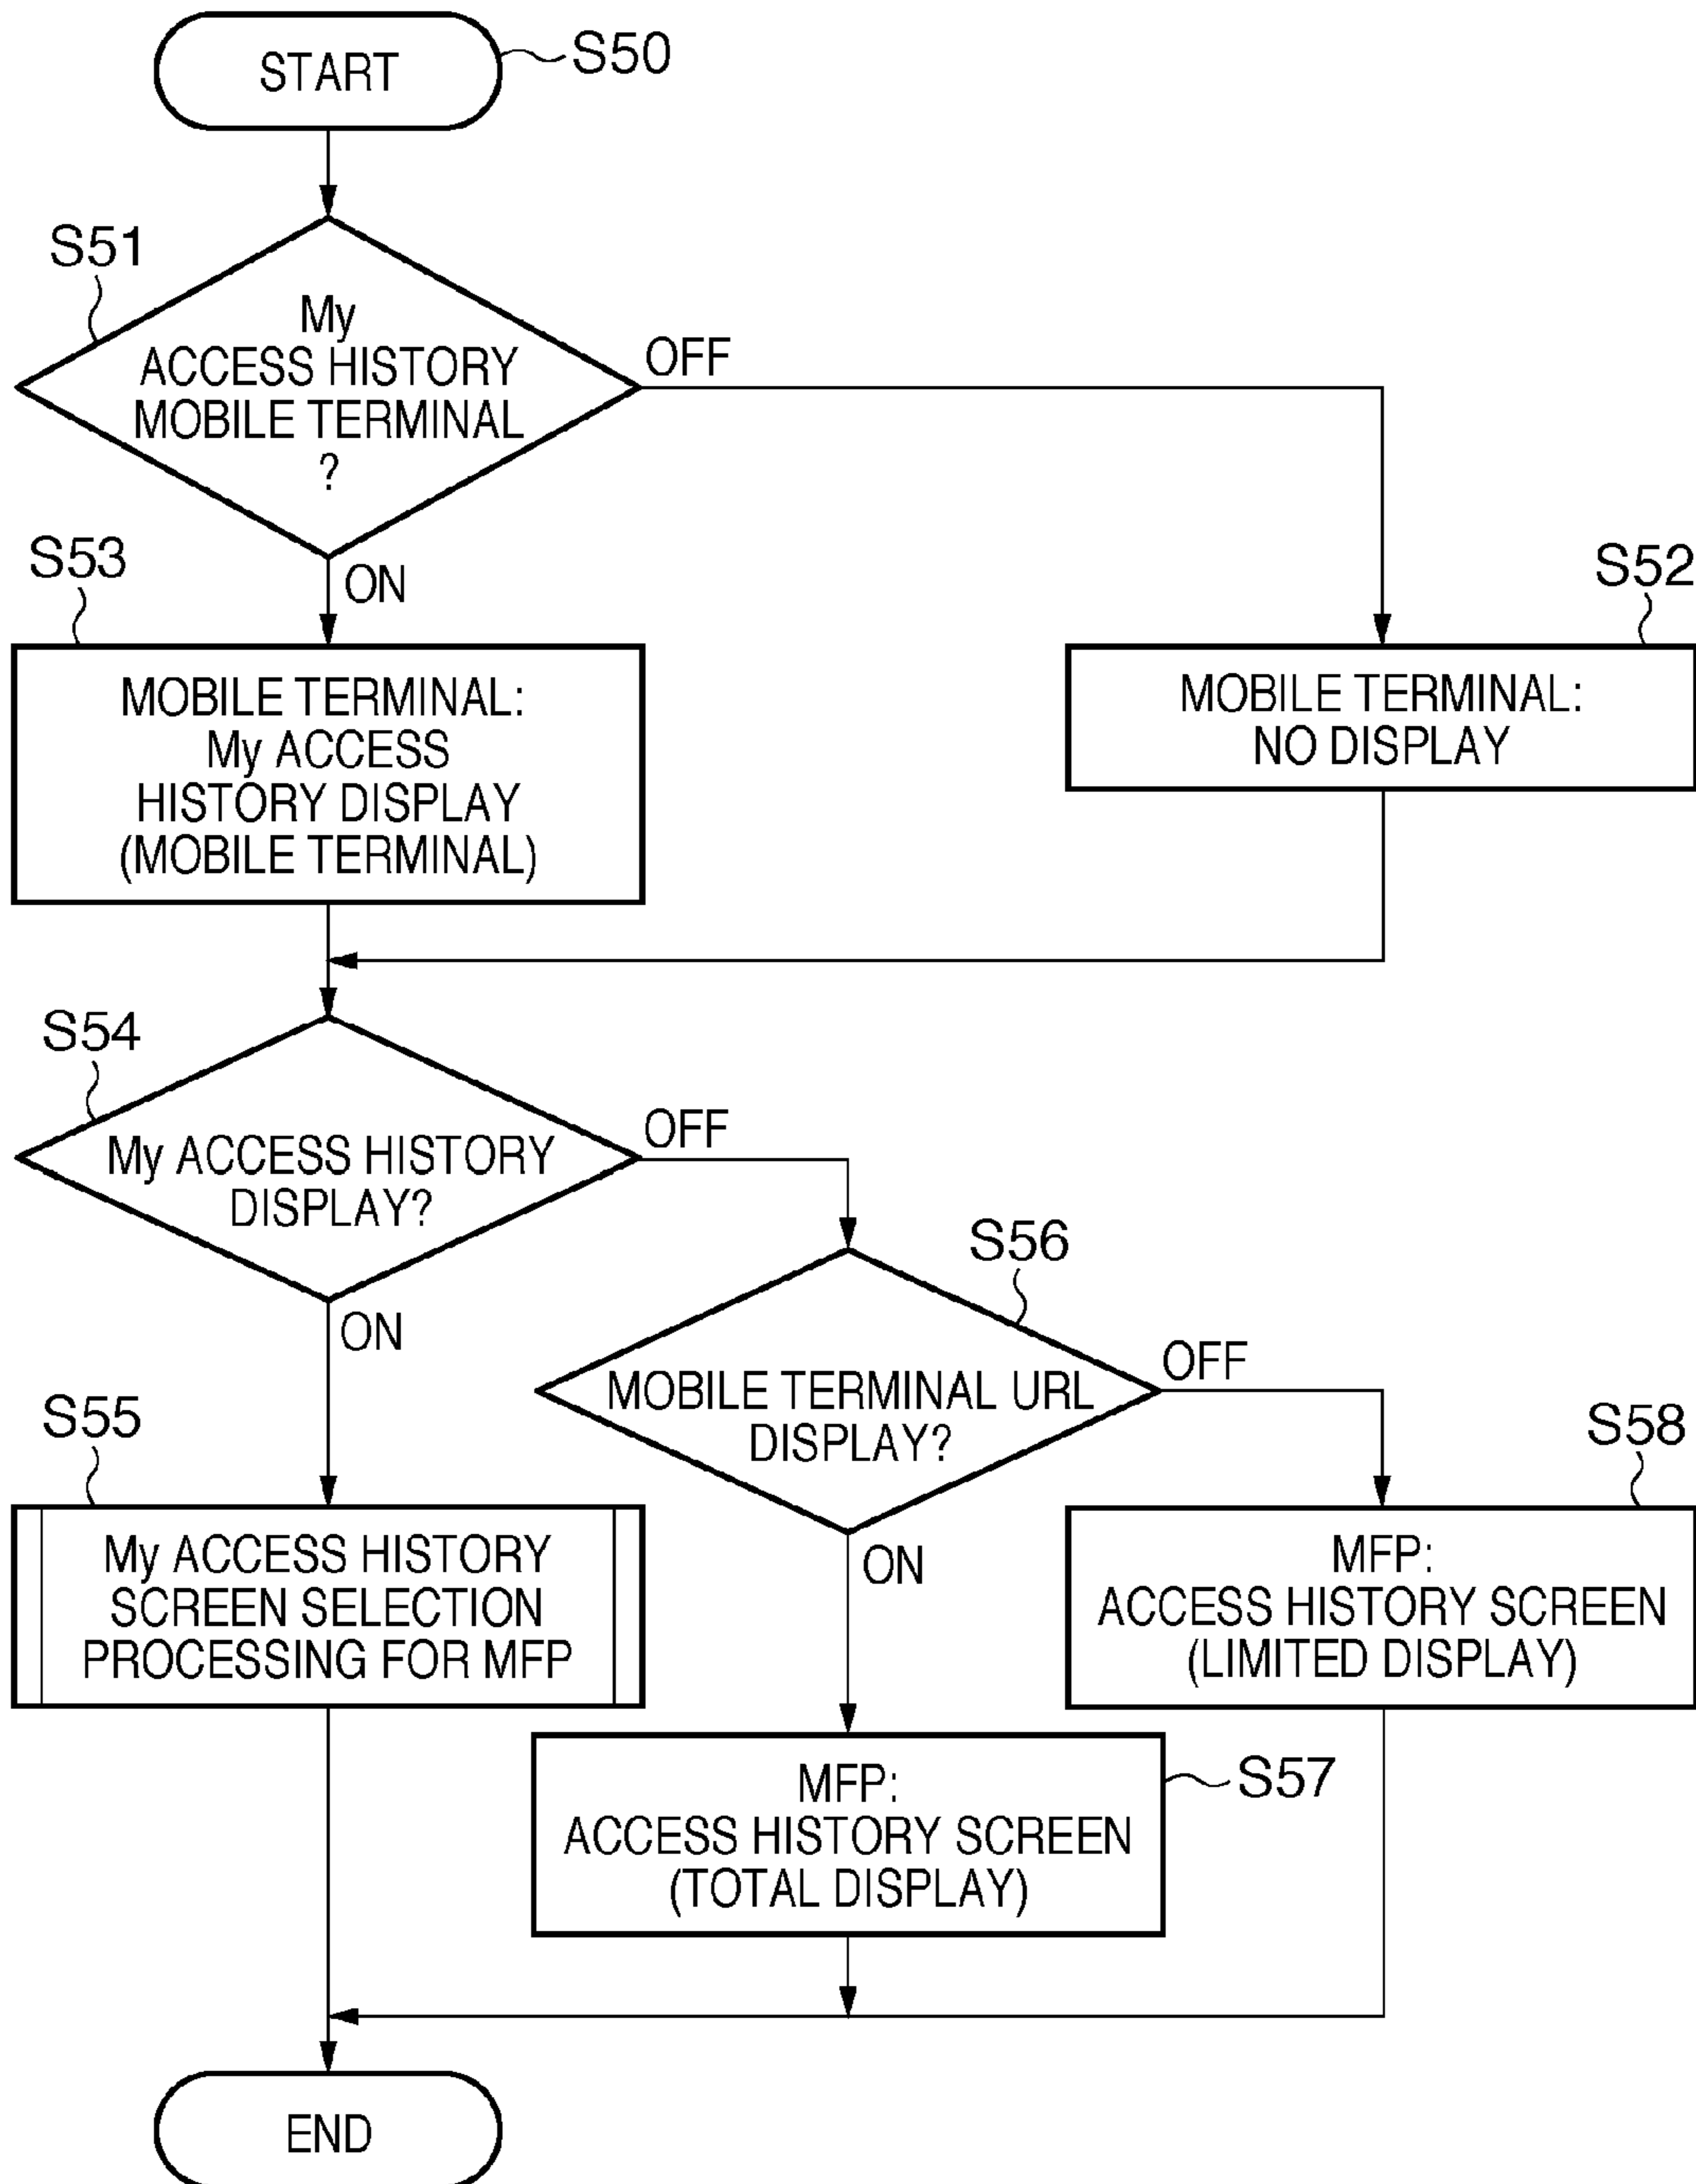 START
S50
S51
My
ACCESS HISTORY
MOBILE TERMINAL
?
OFF
ON
S53
MOBILE TERMINAL:
My ACCESS
HISTORY DISPLAY
(MOBILE TERMINAL)
S52
MOBILE TERMINAL:
NO DISPLAY
S54
My ACCESS HISTORY
DISPLAY?
OFF
ON
S56
MOBILE TERMINAL URL
DISPLAY?
OFF
ON
S55
My ACCESS HISTORY
SCREEN SELECTION
PROCESSING FOR MFP
S58
MFP:
ACCESS HISTORY SCREEN
(LIMITED DISPLAY)
MFP:
ACCESS HISTORY SCREEN
(TOTAL DISPLAY)
S57
END